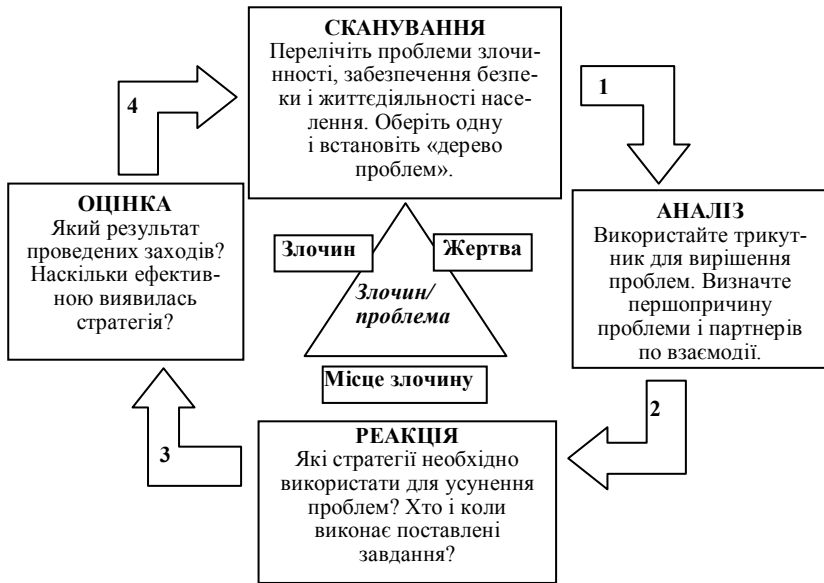 СКАНУВАННЯ
Перелічіть проблеми злочи-
нності, забезпечення безпе-
ки і життєдіяльності насе-
лення. Оберіть одну
і встановіть «дерево
проблем».
4
1
ОЦІНКА
Який результат
проведених заходів?
Наскільки ефектив-
ною виявилась
стратегія?
Злочин
Жертва
Злочин/
проблема
Місце злочину
АНАЛІЗ
Використайте трикут-
ник для вирішення
проблем. Визначте
першопричину
проблеми і партнерів
по взаємодії.
2
3
РЕАКЦІЯ
Які стратегії необхідно
використати для усунення
проблем? Хто і коли
виконає поставлені
завдання?